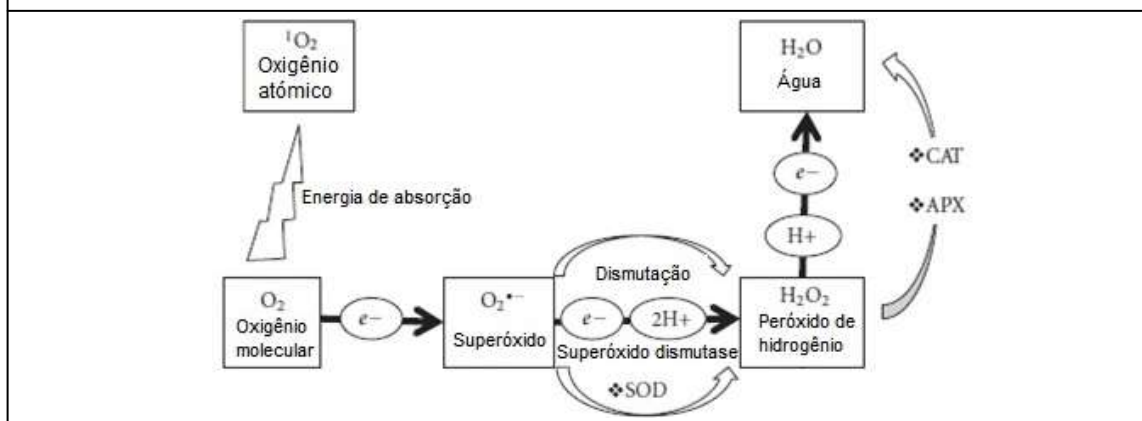 ¹O₂
Oxigênio
atómico
H₂O
Água
❖CAT
e−
Energia de absorção
❖APX
H+
Dismutação
O₂
Oxigênio
molecular
e−
O₂•−
Superóxido
e−
2H+
H₂O₂
Peróxido de
hidrogênio
Superóxido dismutase
❖SOD